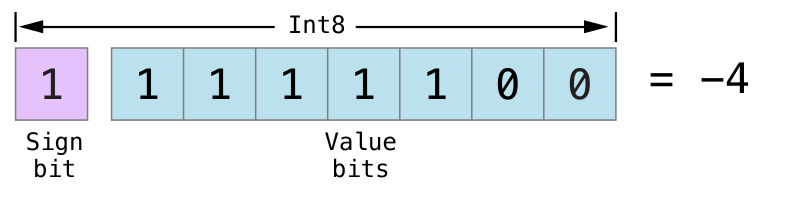 Int8
1 1 1 1 1 1 0 0 = −4
Sign bit
Value bits